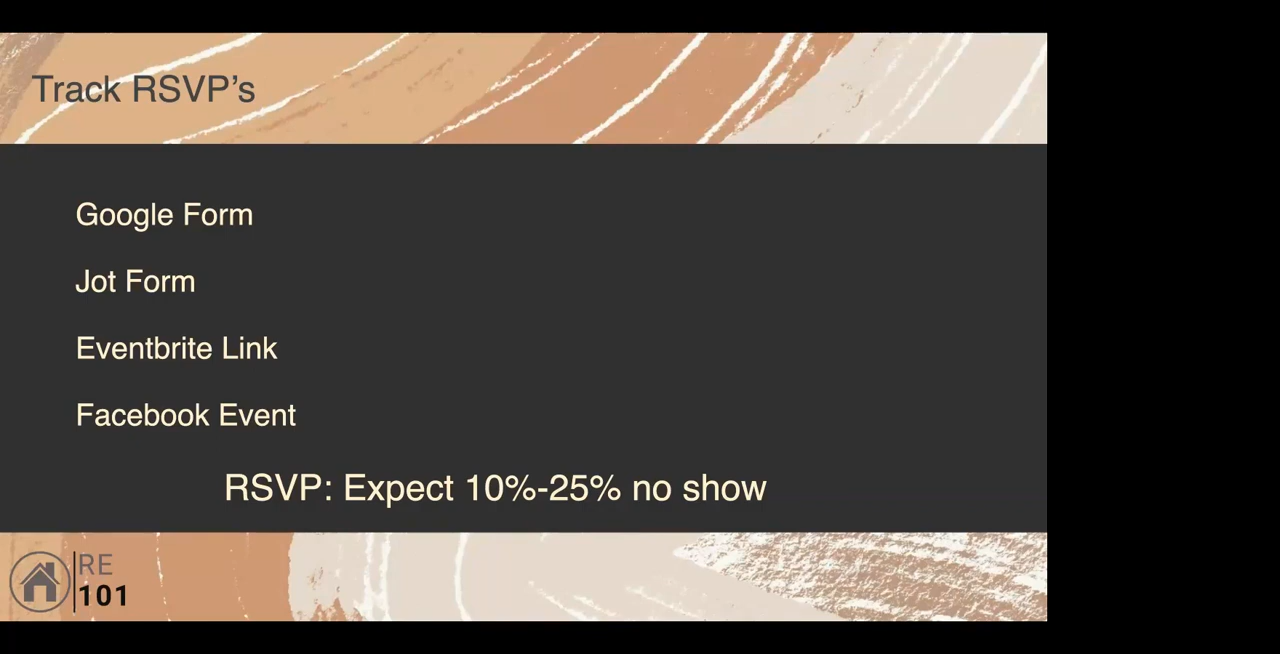 Track RSVP’s
Google Form
Jot Form
Eventbrite Link
Facebook Event
RSVP: Expect 10%-25% no show
RE
101